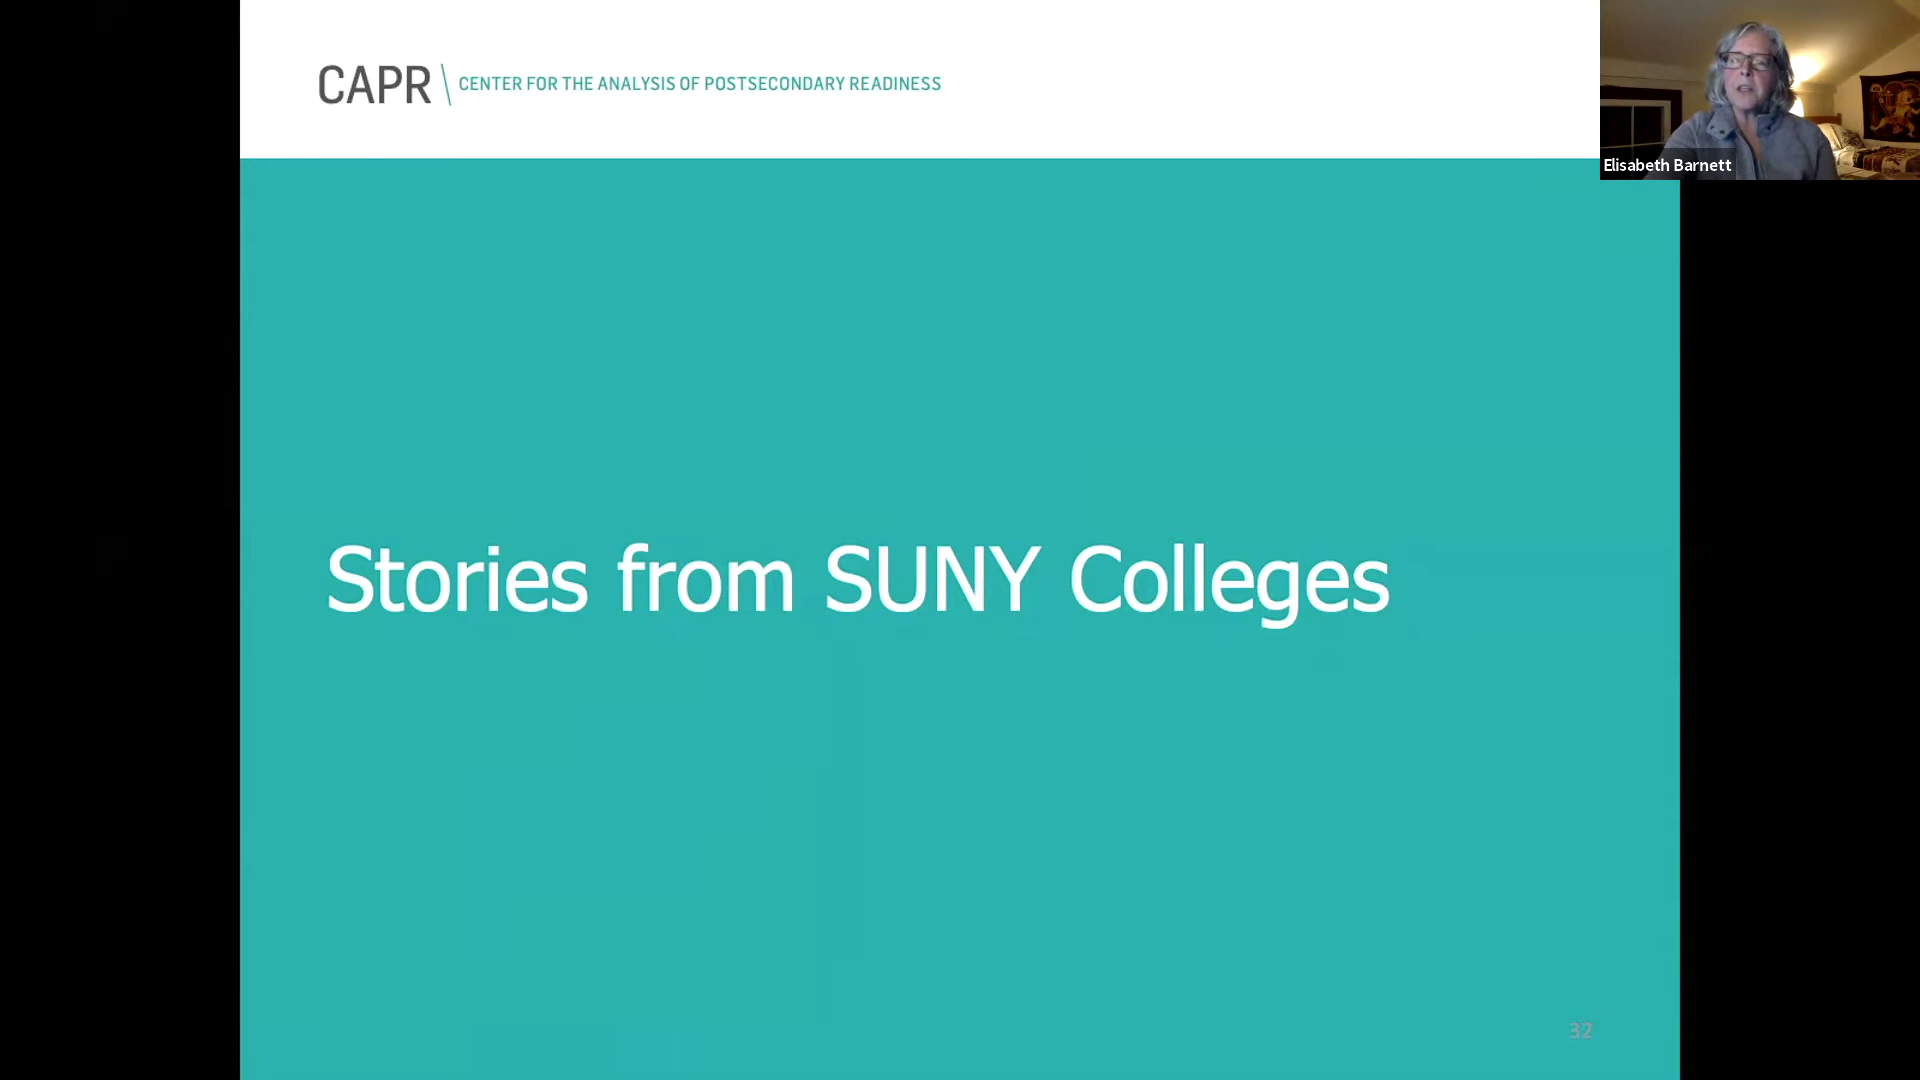 CAPR CENTER FOR THE ANALYSIS OF POSTSECONDARY READINESS
Elisabeth Barnett
Stories from SUNY Colleges
32